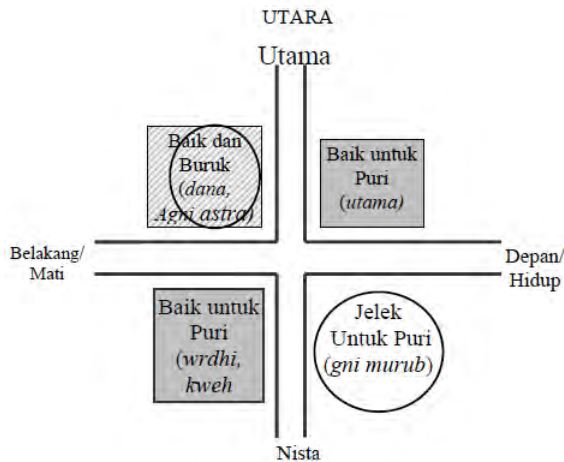 UTARA
Utama
Baik dan
Buruk
(dana,
Agni astra)
Baik untuk
Puri
(utama)
Belakang/
Mati
Depan/
Hidup
Baik untuk
Puri
(wrdhi,
kweh
Jelek
Untuk Puri
(gni murub)
Nista